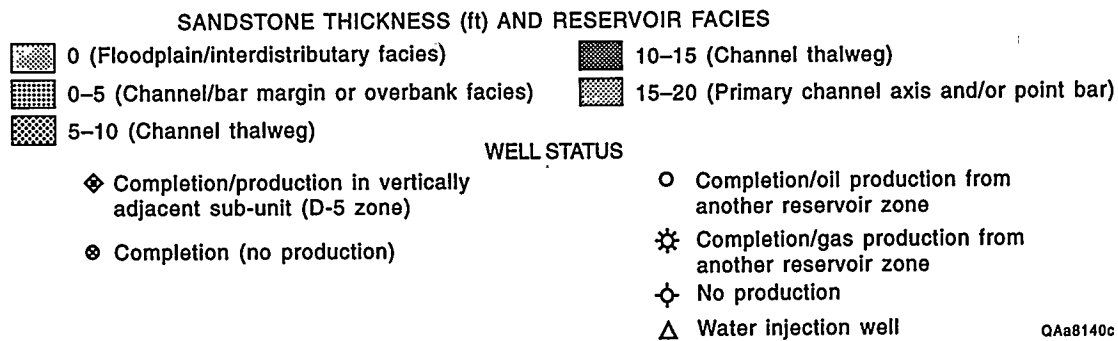 SANDSTONE THICKNESS (ft) AND RESERVOIR FACIES
0 (Floodplain/interdistributary facies)
0–5 (Channel/bar margin or overbank facies)
5–10 (Channel thalweg)
10–15 (Channel thalweg)
15–20 (Primary channel axis and/or point bar)
WELL STATUS
Completion/production in vertically
adjacent sub-unit (D-5 zone)
Completion (no production)
Completion/oil production from
another reservoir zone
Completion/gas production from
another reservoir zone
No production
Water injection well
QAa8140c